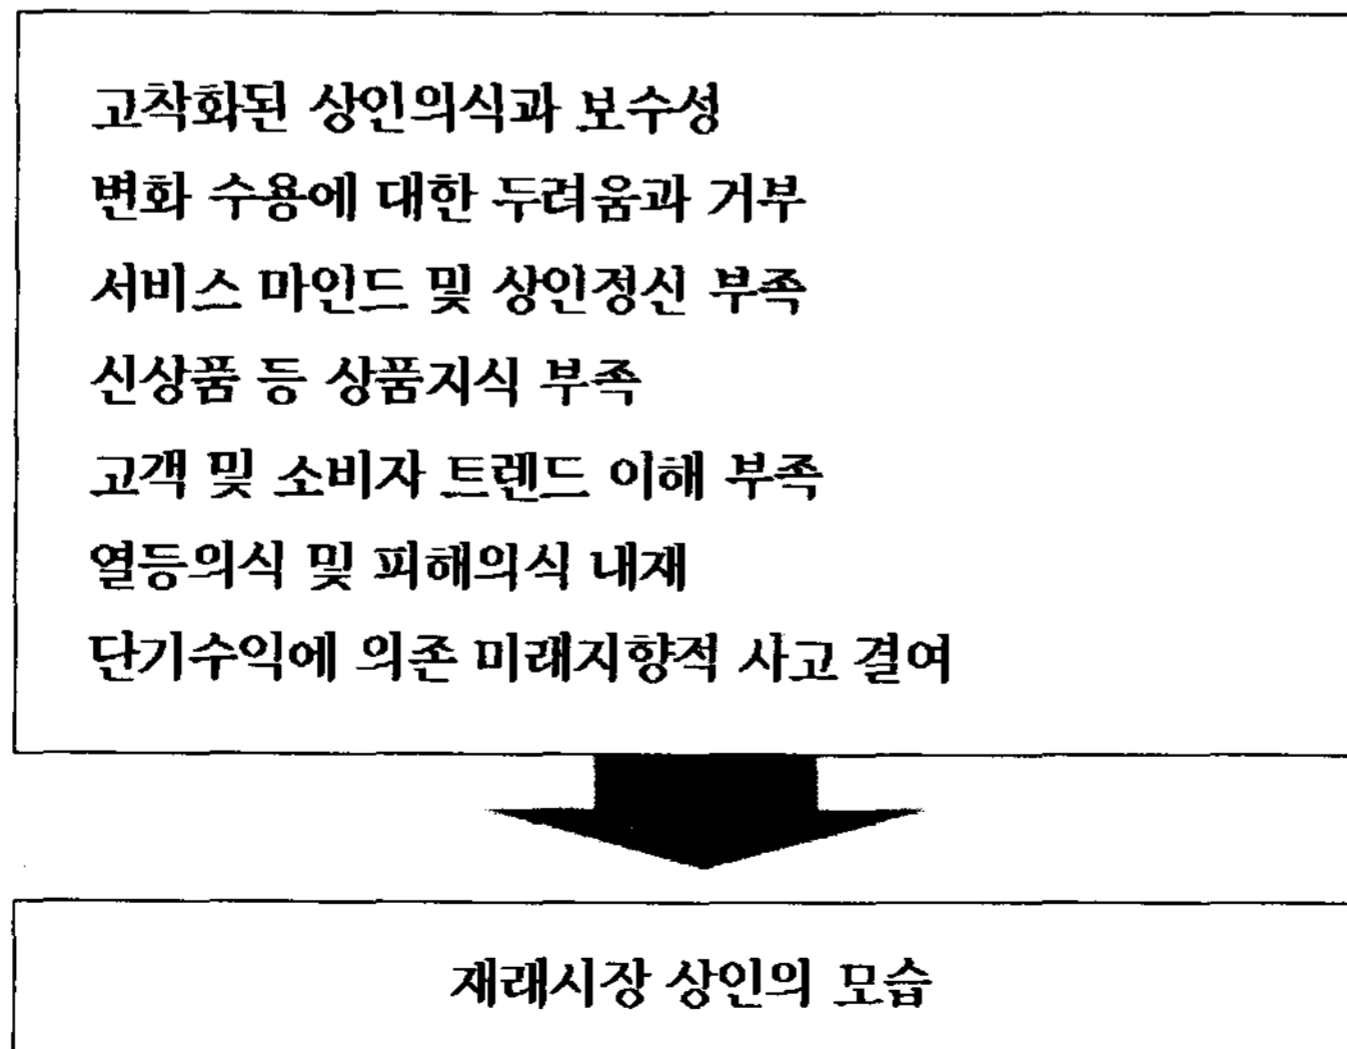 고착화된 상인의식과 보수성
변화 수용에 대한 두려움과 거부
서비스 마인드 및 상인정신 부족
신상품 등 상품지식 부족
고객 및 소비자 트렌드 이해 부족
열등의식 및 피해의식 내재
단기수익에 의존 미래지향적 사고 결여
재래시장 상인의 모습